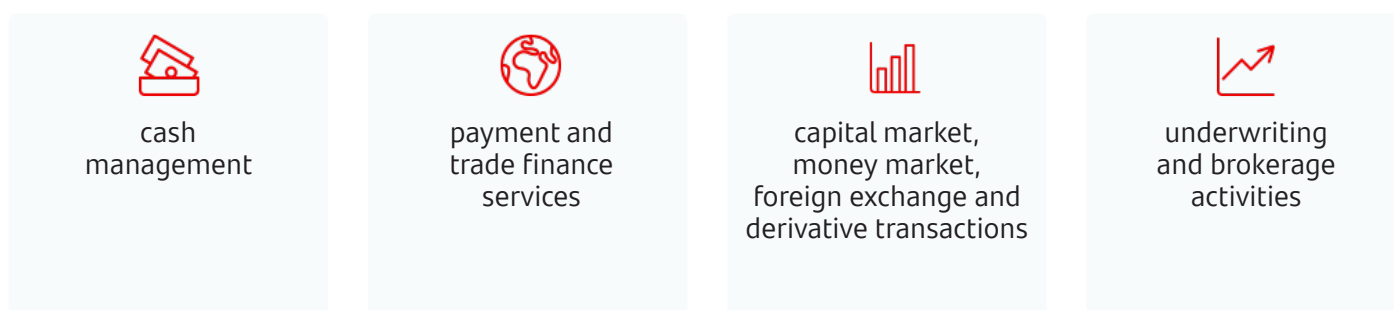 cash
management
payment and
trade finance
services
capital market,
money market,
foreign exchange and
derivative transactions
underwriting
and brokerage
activities